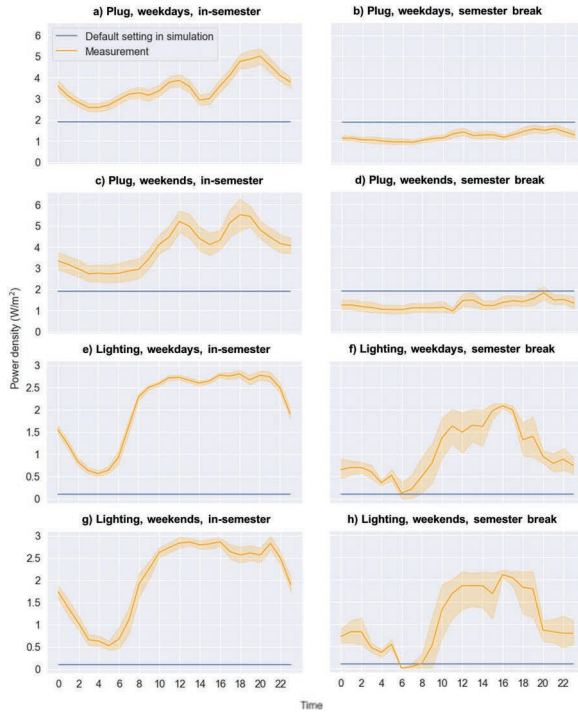 a) Plug, weekdays, in-semester
b) Plug, weekdays, semester break
Default setting in simulation
Measurement
6
5
4
3
2
1
0
c) Plug, weekends, in-semester
d) Plug, weekends, semester break
6
5
4
3
2
1
0
Power density (W/m²)
e) Lighting, weekdays, in-semester
f) Lighting, weekdays, semester break
3
2.5
2
1.5
1
0.5
0
g) Lighting, weekends, in-semester
h) Lighting, weekends, semester break
3
2.5
2
1.5
1
0.5
0
0 2 4 6 8 10 12 14 16 18 20 22
0 2 4 6 8 10 12 14 16 18 20 22
Time